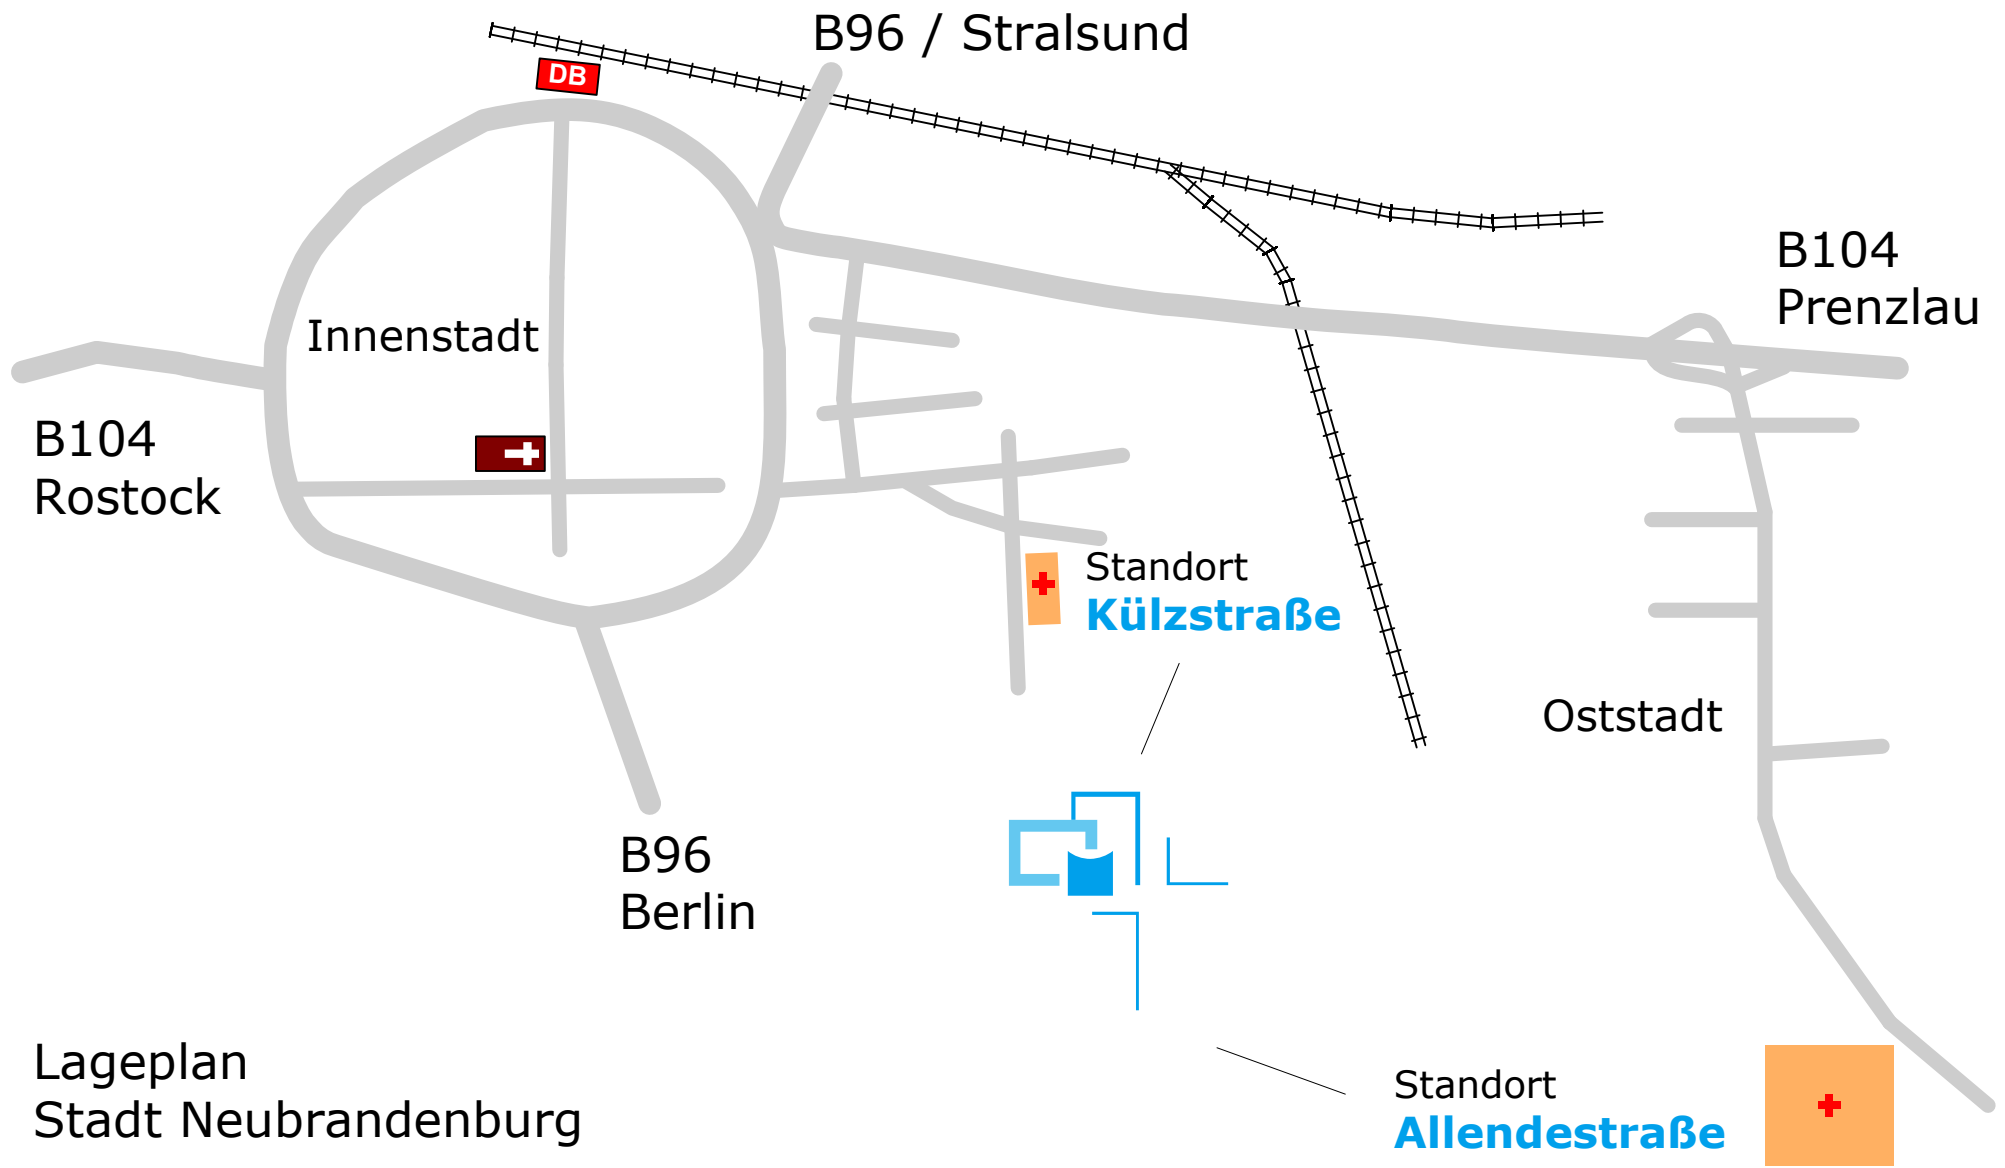 B96 / Stralsund
DB
B104
Prenzlau
Innenstadt
B104
Rostock
Standort
Külzstraße
Oststadt
B96
Berlin
Lageplan
Stadt Neubrandenburg
Standort
Allendestraße